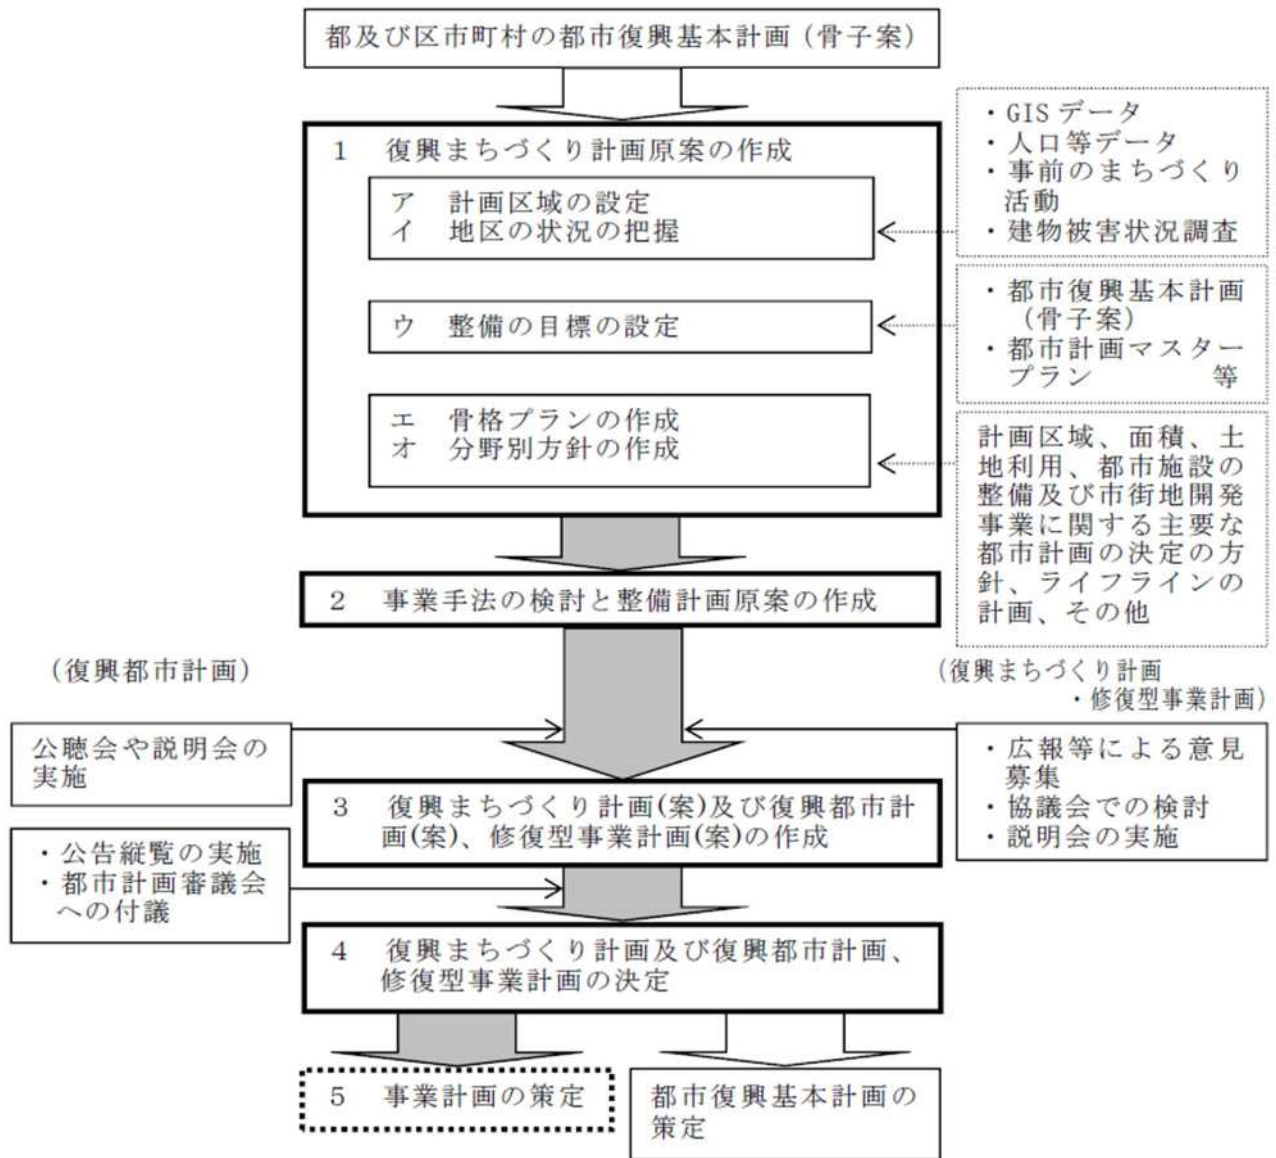 都及び区市町村の都市復興基本計画（骨子案）
1　復興まちづくり計画原案の作成
ア　計画区域の設定
イ　地区の状況の把握
・GISデータ
・人口等データ
・事前のまちづくり
活動
・建物被害状況調査
ウ　整備の目標の設定
・都市復興基本計画
（骨子案）
・都市計画マスター
プラン　　　等
エ　骨格プランの作成
オ　分野別方針の作成
計画区域、面積、土
地利用、都市施設の
整備及び市街地開発
事業に関する主要な
都市計画の決定の方
針、ライフラインの
計画、その他
2　事業手法の検討と整備計画原案の作成
（復興都市計画）
（復興まちづくり計画
・修復型事業計画）
公聴会や説明会の
実施
・広報等による意見
募集
・協議会での検討
・説明会の実施
3　復興まちづくり計画(案)及び復興都市計
画(案)、修復型事業計画(案)の作成
・公告縦覧の実施
・都市計画審議会
への付議
4　復興まちづくり計画及び復興都市計画、
修復型事業計画の決定
5　事業計画の策定
都市復興基本計画の
策定